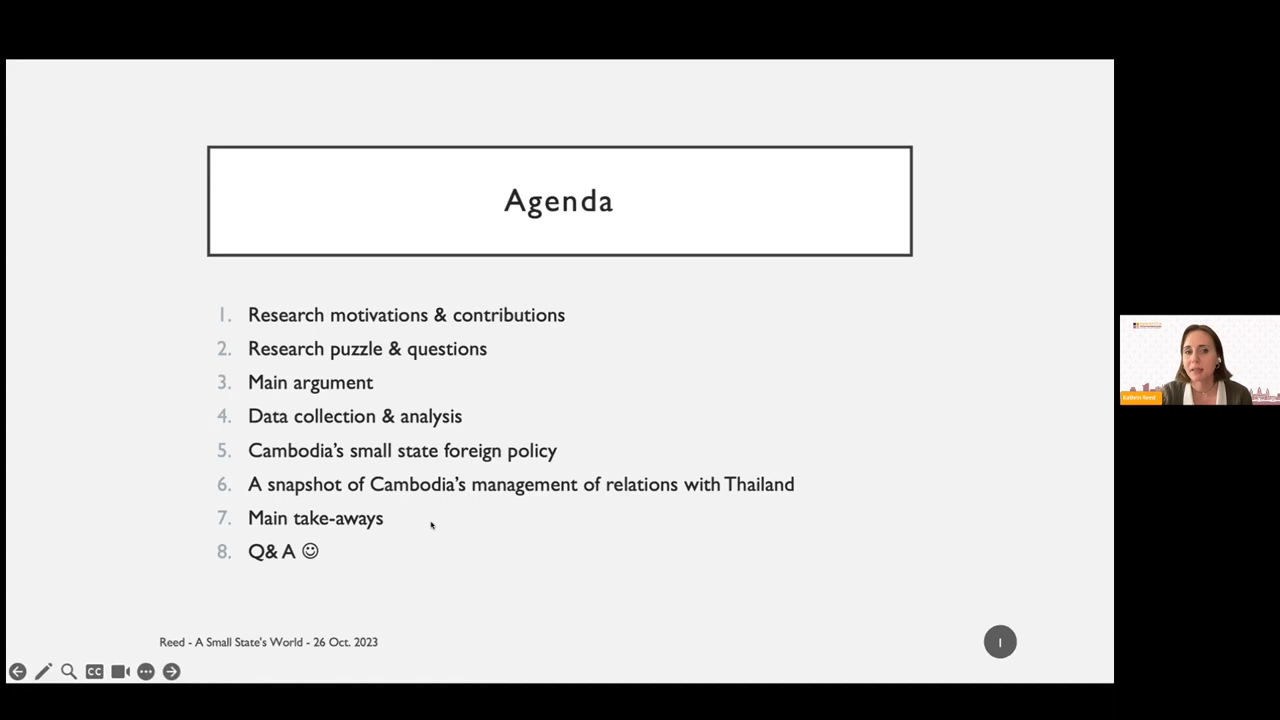 Agenda
1. Research motivations & contributions
2. Research puzzle & questions
3. Main argument
4. Data collection & analysis
5. Cambodia's small state foreign policy
6. A snapshot of Cambodia's management of relations with Thailand
7. Main take-aways
8. Q& A ☺
Reed - A Small State's World - 26 Oct. 2023
1
CC
Reed